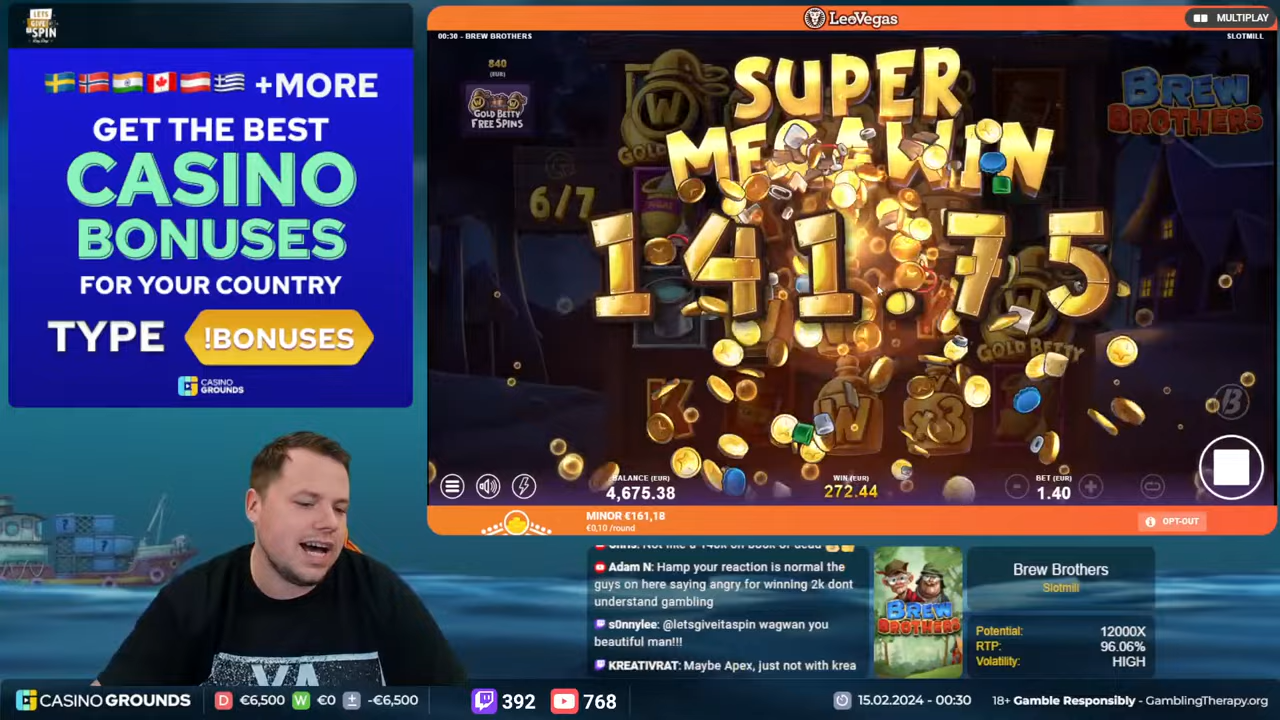 LETS
GIVE IT A
SPIN
+MORE
GET THE BEST
CASINO
BONUSES
FOR YOUR COUNTRY
TYPE !BONUSES
CASINO
GROUNDS
LeoVegas
MULTIPLAY
00:30 - BREW BROTHERS
SLOTMILL
840
(EUR)
GOLD BETTY
FREE SPINS
BREW
BROTHERS
SUPER
MEGAWIN
6/7
141.75
W
GOLD BETTY
K
W
x3
B
BALANCE (EUR)
4,675.38
WIN (EUR)
272.44
BET (EUR)
1.40
MINOR €161,18
€0,10 /round
OPT-OUT
Adam N: Hamp your reaction is normal the
guys on here saying angry for winning 2k dont
understand gambling
s0nnylee: @letsgiveitaspin wagwan you
beautiful man!!!
KREATIVRAT: Maybe Apex, just not with krea
BREW
BROTHERS
Brew Brothers
Slotmill
Potential: 12000X
RTP: 96.06%
Volatility: HIGH
CASINOGROUNDS
D €6,500 W €0 ± -€6,500
392
768
15.02.2024 - 00:30
18+ Gamble Responsibly - GamblingTherapy.org